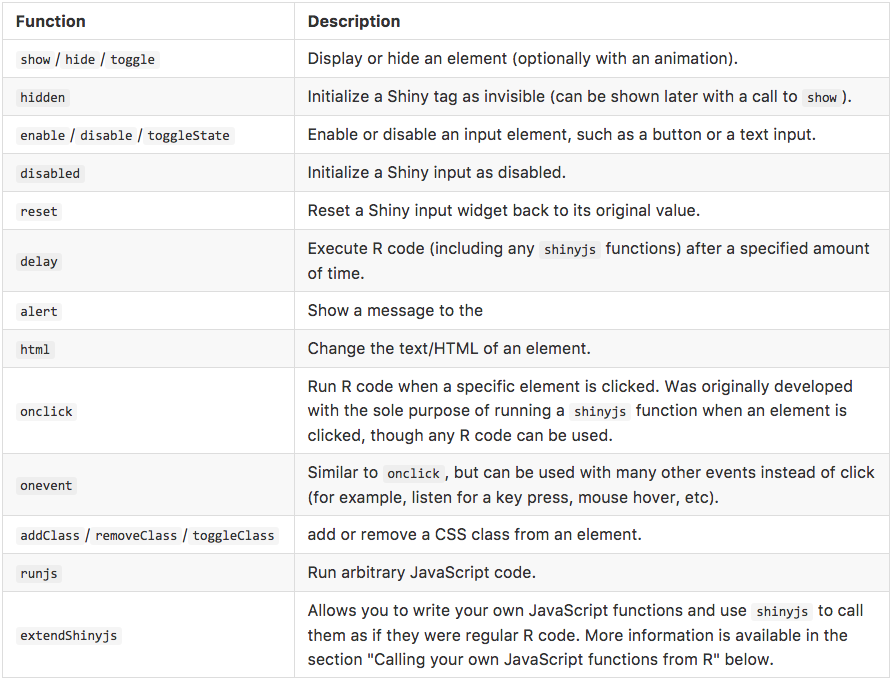 Function Description
show / hide / toggle Display or hide an element (optionally with an animation).
hidden Initialize a Shiny tag as invisible (can be shown later with a call to show ).
enable / disable / toggleState Enable or disable an input element, such as a button or a text input.
disabled Initialize a Shiny input as disabled.
reset Reset a Shiny input widget back to its original value.
delay Execute R code (including any shinyjs functions) after a specified amount
of time.
alert Show a message to the
html Change the text/HTML of an element.
onclick Run R code when a specific element is clicked. Was originally developed
with the sole purpose of running a shinyjs function when an element is
clicked, though any R code can be used.
onevent Similar to onclick , but can be used with many other events instead of click
(for example, listen for a key press, mouse hover, etc).
addClass / removeClass / toggleClass add or remove a CSS class from an element.
runjs Run arbitrary JavaScript code.
extendShinyjs Allows you to write your own JavaScript functions and use shinyjs to call
them as if they were regular R code. More information is available in the
section "Calling your own JavaScript functions from R" below.